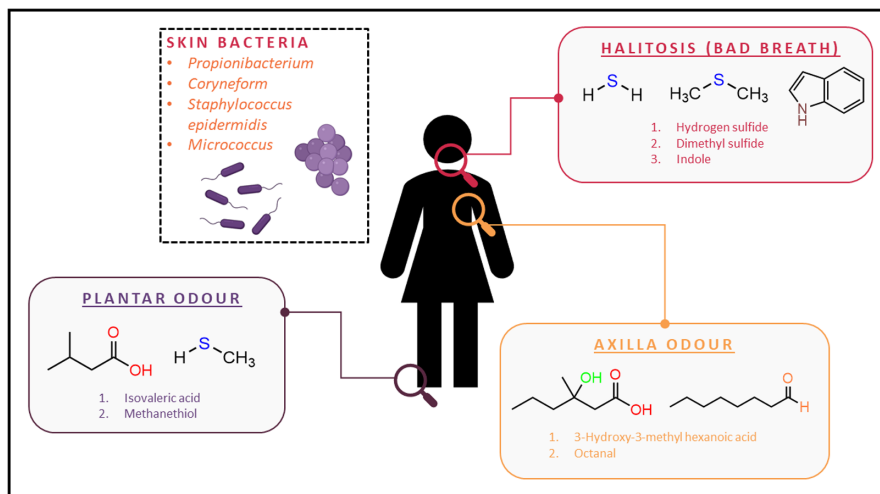 SKIN BACTERIA
• Propionibacterium
• Coryneform
• Staphylococcus
epidermidis
• Micrococcus
HALITOSIS (BAD BREATH)
H S H
H3C S CH3
N
H
1. Hydrogen sulfide
2. Dimethyl sulfide
3. Indole
PLANTAR ODOUR
O
OH
H S CH3
1. Isovaleric acid
2. Methanethiol
AXILLA ODOUR
OH O
OH
O
H
1. 3-Hydroxy-3-methyl hexanoic acid
2. Octanal